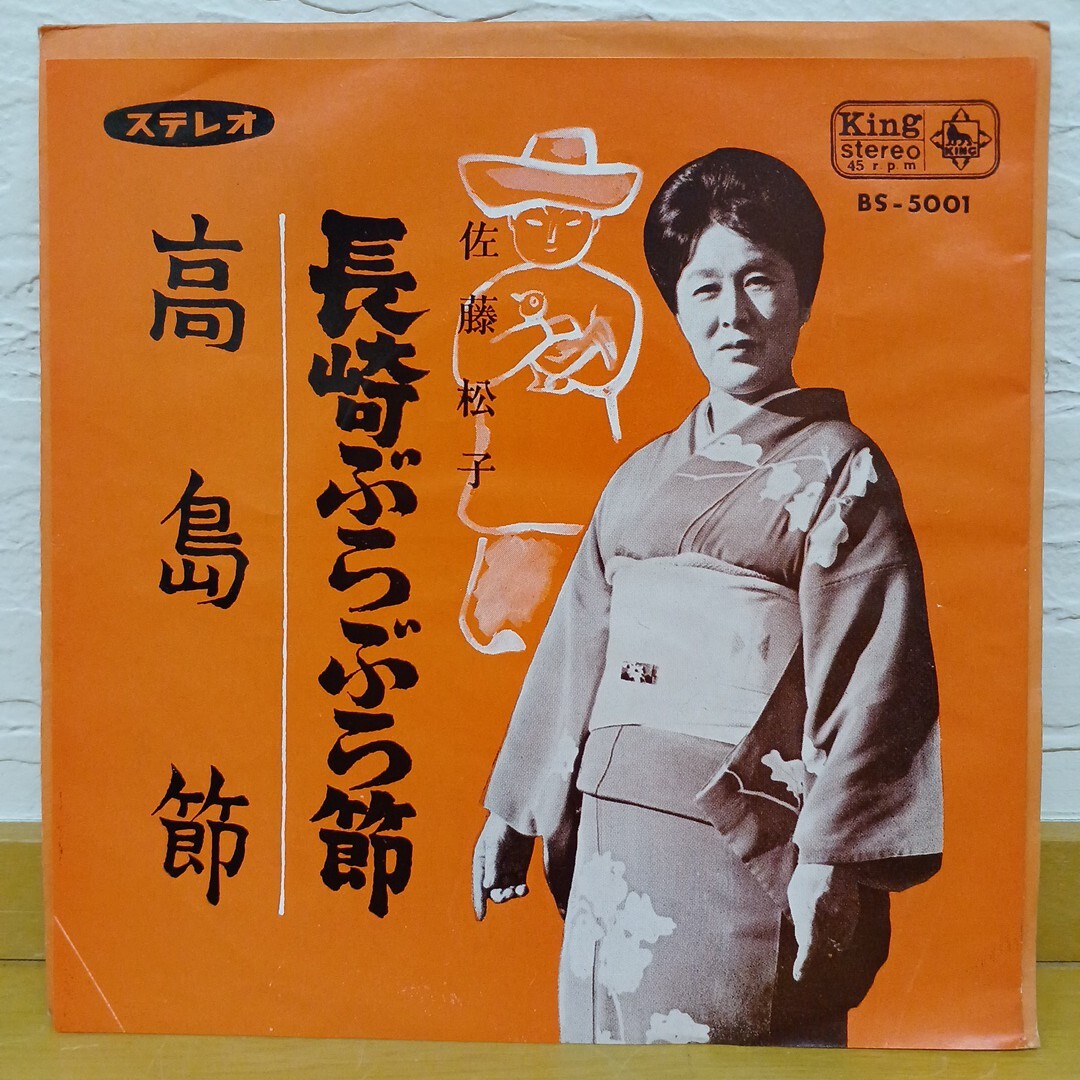 ステレオ
King
stereo
45 rpm
KING
BS-5001
佐藤松子
長崎ぶらぶら節
高島節